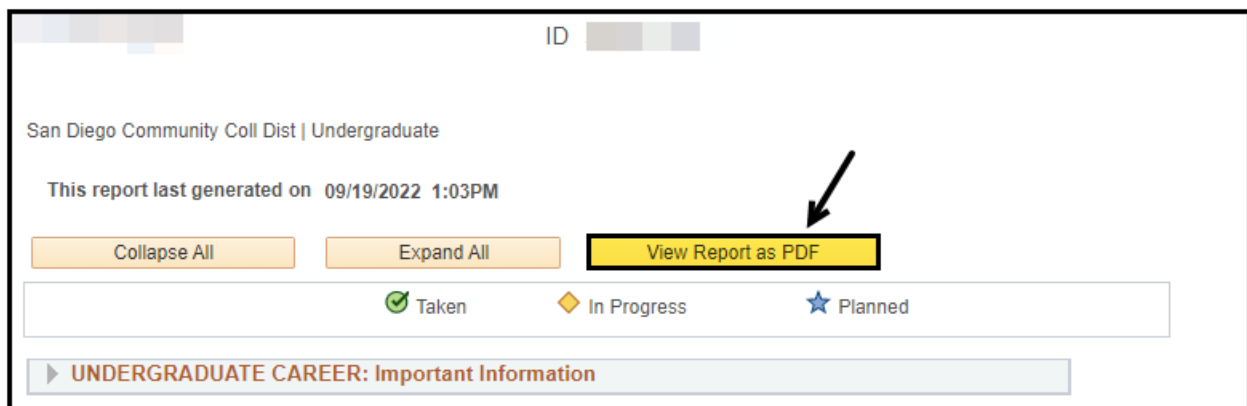 ID
San Diego Community Coll Dist | Undergraduate
This report last generated on 09/19/2022 1:03PM
Collapse All Expand All View Report as PDF
Taken In Progress Planned
UNDERGRADUATE CAREER: Important Information